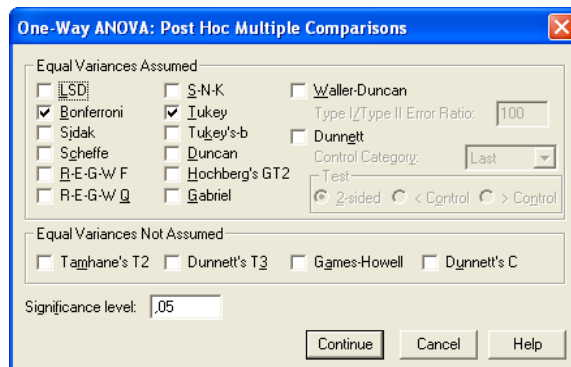 One-Way ANOVA: Post Hoc Multiple Comparisons
Equal Variances Assumed
LSD S-N-K Waller-Duncan
Bonferroni Tukey Type I/Type II Error Ratio: 100
Sidak Tukey's-b Dunnett
Scheffe Duncan Control Category: Last
R-E-G-W F Hochberg's GT2 Test
R-E-G-W Q Gabriel 2-sided < Control > Control
Equal Variances Not Assumed
Tamhane's T2 Dunnett's T3 Games-Howell Dunnett's C
Significance level: ,05
Continue Cancel Help